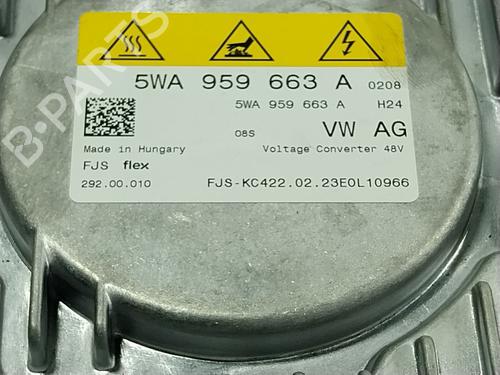 B-PARTS
5WA 959 663 A 0208
5WA 959 663 A H24
08S VW AG
Made in Hungary Voltage Converter 48V
FJS flex
292.00.010 FJS-KC422.02.23E0L10966